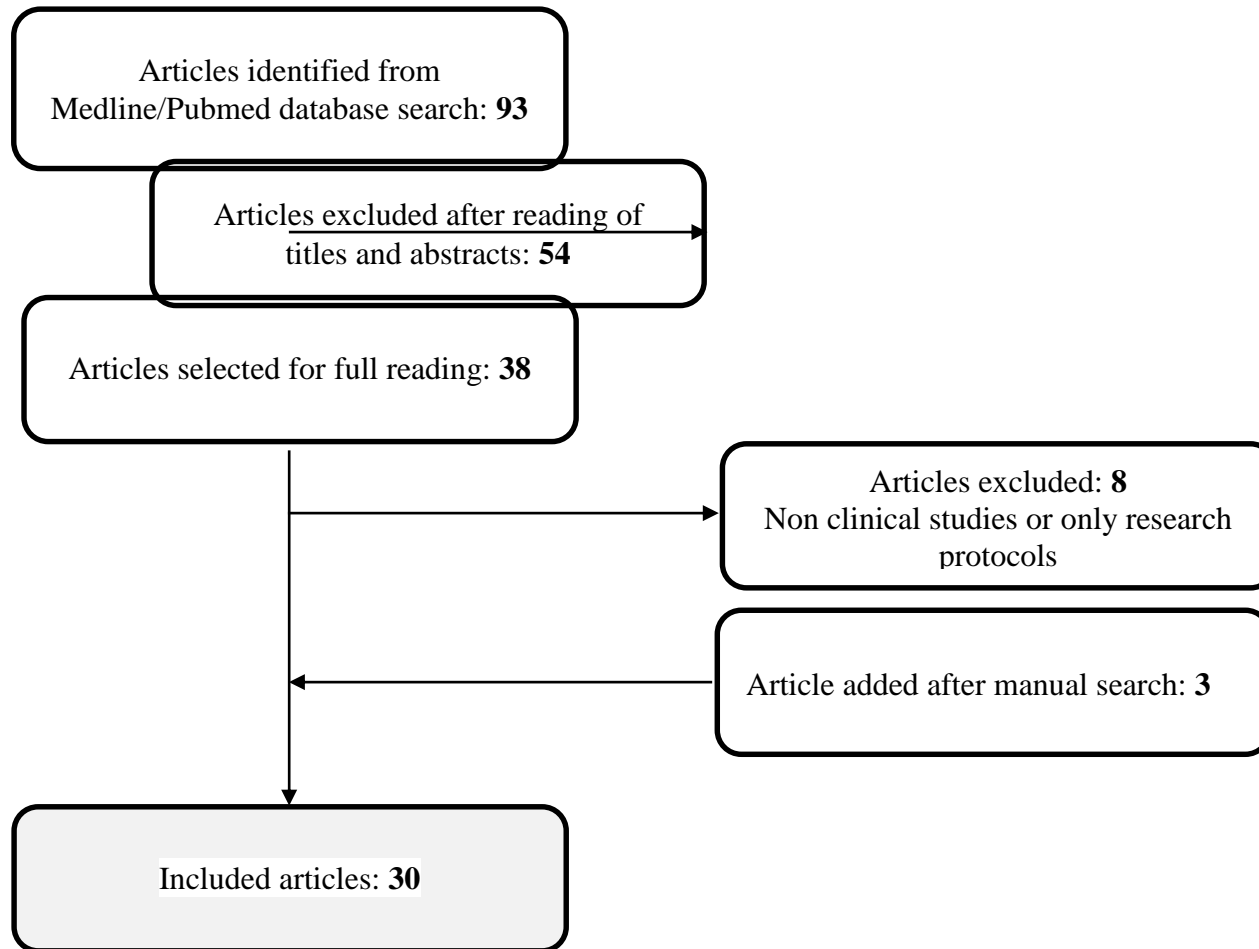 Articles identified from
Medline/Pubmed database search: 93
Articles excluded after reading of
titles and abstracts: 54
Articles selected for full reading: 38
Articles excluded: 8
Non clinical studies or only research
protocols
Article added after manual search: 3
Included articles: 30